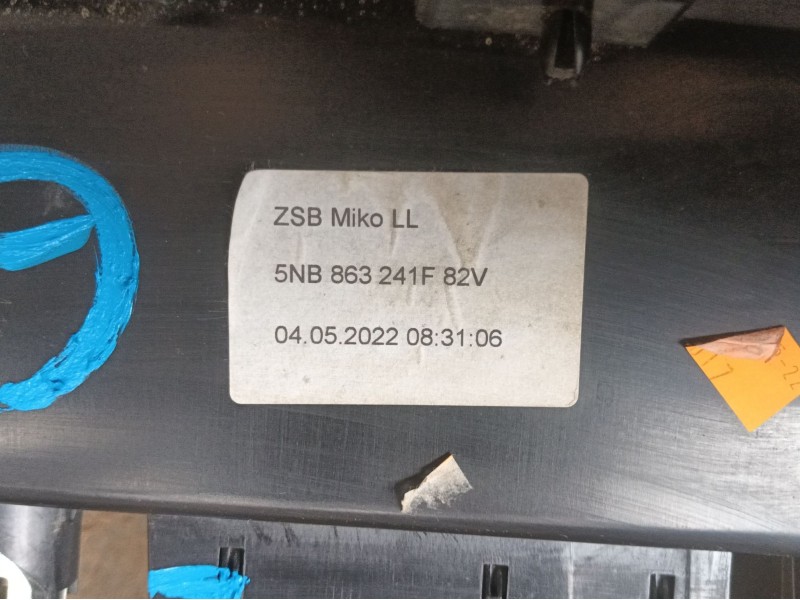 ZSB Miko LL
5NB 863 241F 82V
04.05.2022 08:31:06